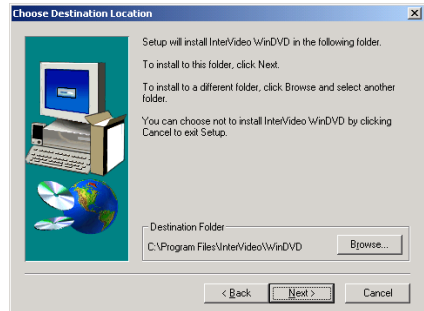 Choose Destination Location
Setup will install InterVideo WinDVD in the following folder.
To install to this folder, click Next.
To install to a different folder, click Browse and select another
folder.
You can choose not to install InterVideo WinDVD by clicking
Cancel to exit Setup.
Destination Folder
C:\Program Files\InterVideo\WinDVD
Browse...
< Back
Next >
Cancel